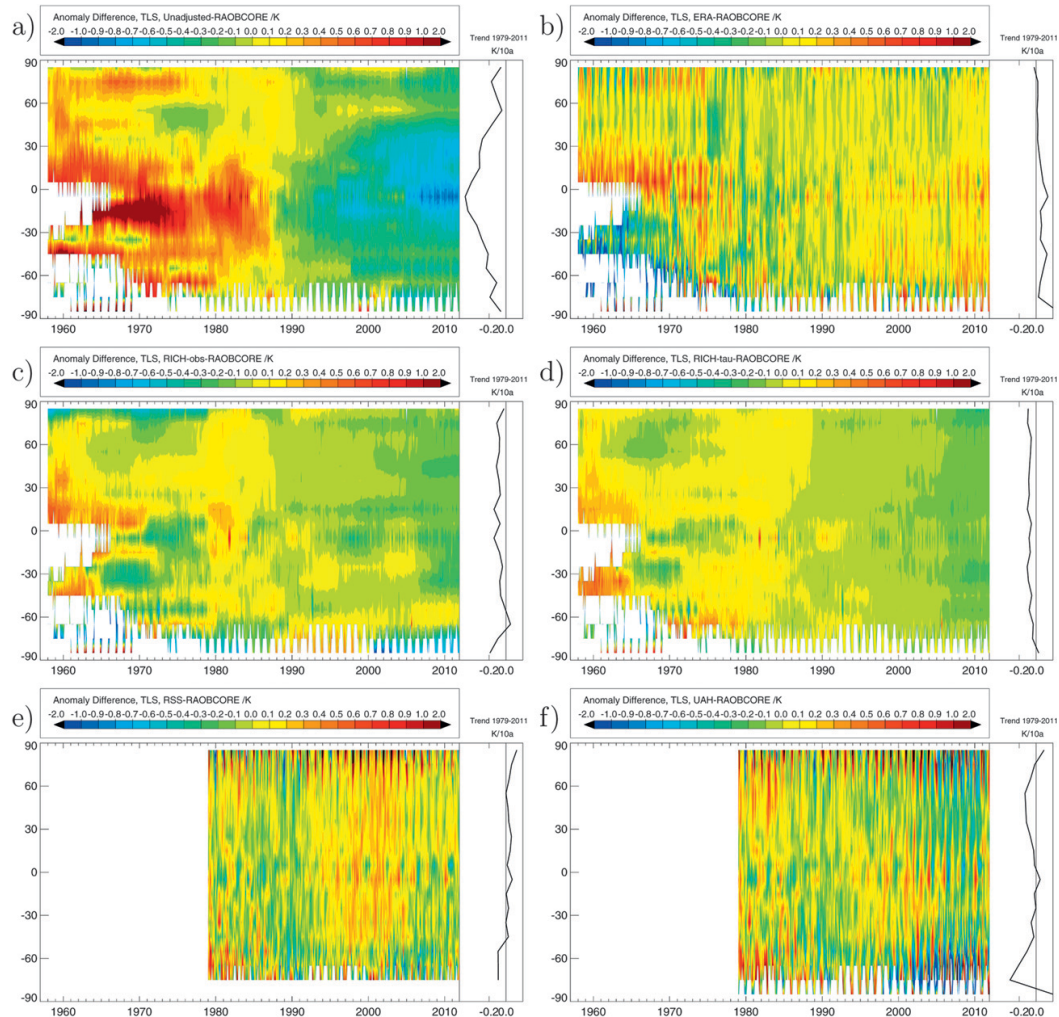 a)
Anomaly Difference, TLS, Unadjusted-RAOBCORE /K
-2.0 -1.0-0.9-0.8-0.7-0.6-0.5-0.4-0.3-0.2-0.1 0.0 0.1 0.2 0.3 0.4 0.5 0.6 0.7 0.8 0.9 1.0 2.0
Trend 1979-2011
K/10a
90
60
30
0
-30
-60
-90
1960 1970 1980 1990 2000 2010 -0.20.0
b)
Anomaly Difference, TLS, ERA-RAOBCORE /K
-2.0 -1.0-0.9-0.8-0.7-0.6-0.5-0.4-0.3-0.2-0.1 0.0 0.1 0.2 0.3 0.4 0.5 0.6 0.7 0.8 0.9 1.0 2.0
Trend 1979-2011
K/10a
90
60
30
0
-30
-60
-90
1960 1970 1980 1990 2000 2010 -0.20.0
c)
Anomaly Difference, TLS, RICH-obs-RAOBCORE /K
-2.0 -1.0-0.9-0.8-0.7-0.6-0.5-0.4-0.3-0.2-0.1 0.0 0.1 0.2 0.3 0.4 0.5 0.6 0.7 0.8 0.9 1.0 2.0
Trend 1979-2011
K/10a
90
60
30
0
-30
-60
-90
1960 1970 1980 1990 2000 2010 -0.20.0
d)
Anomaly Difference, TLS, RICH-tau-RAOBCORE /K
-2.0 -1.0-0.9-0.8-0.7-0.6-0.5-0.4-0.3-0.2-0.1 0.0 0.1 0.2 0.3 0.4 0.5 0.6 0.7 0.8 0.9 1.0 2.0
Trend 1979-2011
K/10a
90
60
30
0
-30
-60
-90
1960 1970 1980 1990 2000 2010 -0.20.0
e)
Anomaly Difference, TLS, RSS-RAOBCORE /K
-2.0 -1.0-0.9-0.8-0.7-0.6-0.5-0.4-0.3-0.2-0.1 0.0 0.1 0.2 0.3 0.4 0.5 0.6 0.7 0.8 0.9 1.0 2.0
Trend 1979-2011
K/10a
90
60
30
0
-30
-60
-90
1960 1970 1980 1990 2000 2010 -0.20.0
f)
Anomaly Difference, TLS, UAH-RAOBCORE /K
-2.0 -1.0-0.9-0.8-0.7-0.6-0.5-0.4-0.3-0.2-0.1 0.0 0.1 0.2 0.3 0.4 0.5 0.6 0.7 0.8 0.9 1.0 2.0
Trend 1979-2011
K/10a
90
60
30
0
-30
-60
-90
1960 1970 1980 1990 2000 2010 -0.20.0